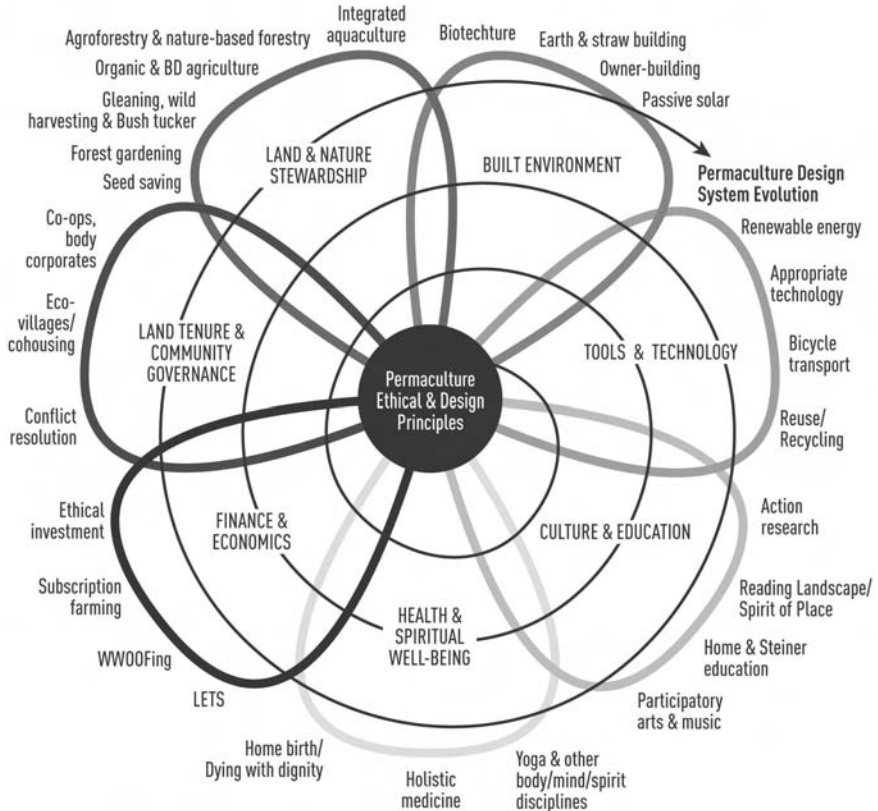 Integrated
aquaculture
Agroforestry & nature-based forestry
Organic & BD agriculture
Gleaning, wild
harvesting & Bush tucker
Forest gardening
Seed saving
LAND & NATURE
STEWARDSHIP
Biotechture
Earth & straw building
Owner-building
Passive solar
BUILT ENVIRONMENT
Permaculture Design
System Evolution
Renewable energy
Appropriate
technology
Bicycle
transport
Reuse/
Recycling
TOOLS & TECHNOLOGY
Co-ops,
body
corporates
Eco-
villages/
cohousing
Conflict
resolution
LAND TENURE &
COMMUNITY
GOVERNANCE
Permaculture
Ethical & Design
Principles
Ethical
investment
Subscription
farming
WWOOFing
LETS
FINANCE &
ECONOMICS
CULTURE & EDUCATION
Action
research
Reading Landscape/
Spirit of Place
Home & Steiner
education
Participatory
arts & music
HEALTH &
SPIRITUAL
WELL-BEING
Home birth/
Dying with dignity
Holistic
medicine
Yoga & other
body/mind/spirit
disciplines